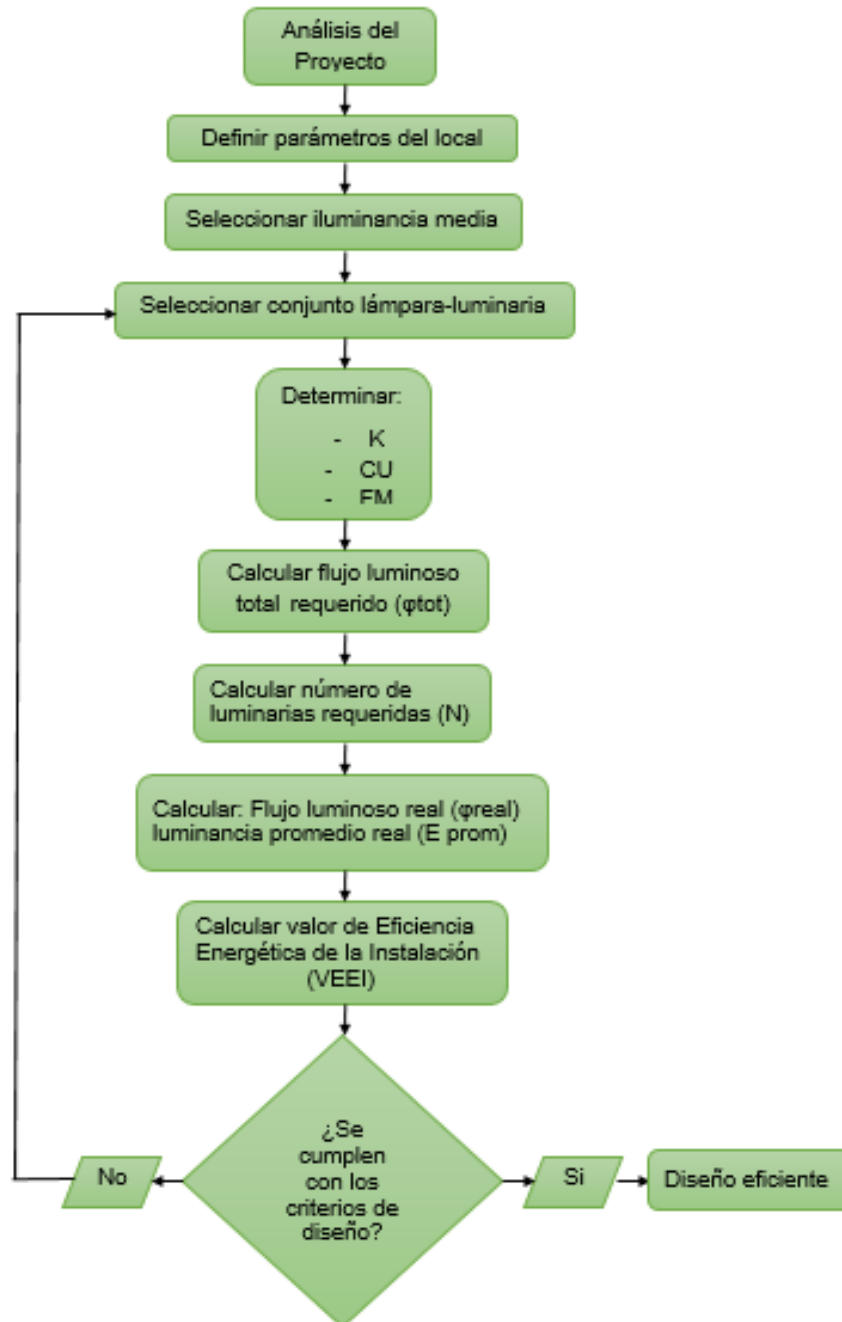 Análisis del
Proyecto
Definir parámetros del local
Seleccionar iluminancia media
Seleccionar conjunto lámpara-luminaria
Determinar:
- K
- CU
- FM
Calcular flujo luminoso
total requerido (φtot)
Calcular número de
luminarias requeridas (N)
Calcular: Flujo luminoso real (φreal)
luminancia promedio real (E prom)
Calcular valor de Eficiencia
Energética de la Instalación
(VEEI)
¿Se
cumplen
con los
criterios de
diseño?
No
Si
Diseño eficiente